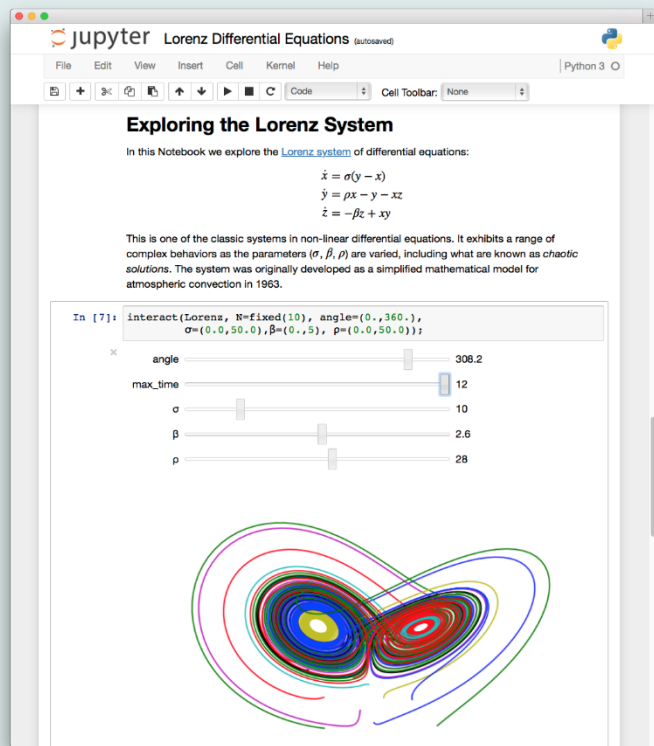 jupyter Lorenz Differential Equations (autosaved)
File Edit View Insert Cell Kernel Help Python 3
Code Cell Toolbar: None
Exploring the Lorenz System
In this Notebook we explore the Lorenz system of differential equations:
ẋ = σ(y − x)
ẏ = ρx − y − xz
ż = −βz + xy
This is one of the classic systems in non-linear differential equations. It exhibits a range of
complex behaviors as the parameters (σ, β, ρ) are varied, including what are known as chaotic
solutions. The system was originally developed as a simplified mathematical model for
atmospheric convection in 1963.
In [7]: interact(Lorenz, N=fixed(10), angle=(0.,360.),
σ=(0.0,50.0),β=(0.,5), ρ=(0.0,50.0));
angle 308.2
max_time 12
σ 10
β 2.6
ρ 28